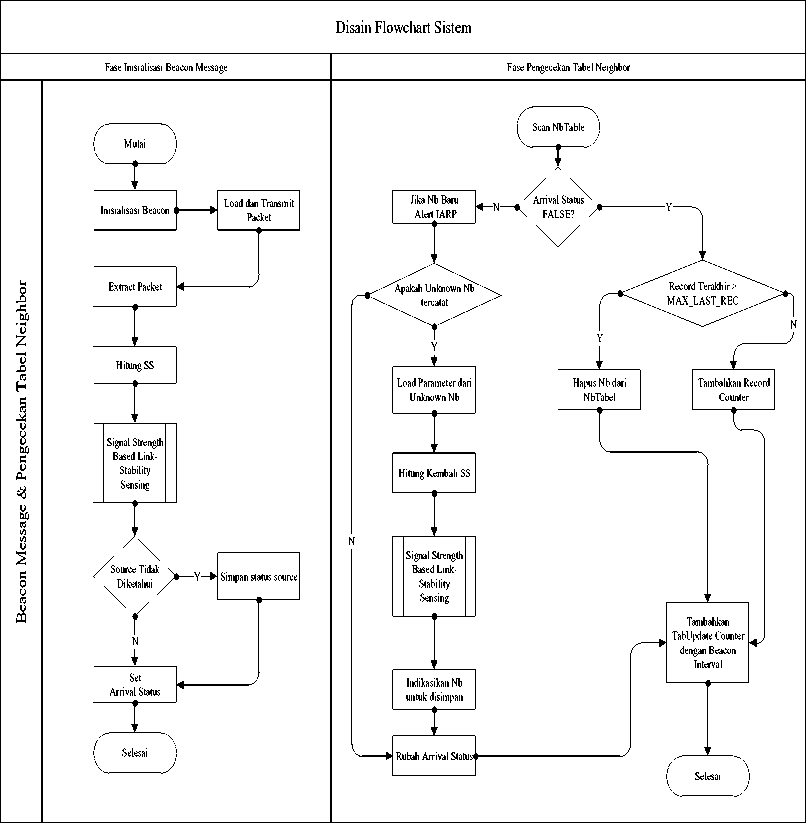 Disain Flowchart Sistem
Fase Inisialisasi Beacon Message
Fase Pengecekan Tabel Neighbor
Beacon Message & Pengecekan Tabel Neighbor
Mulai
Inisialisasi Beacon
Load dan Transmit
Packet
Extract Packet
Hitung SS
Signal Strength
Based Link-
Stability
Sensing
Source Tidak
Diketahui
Y
Simpan status source
N
Set
Arrival Status
Selesai
Scan NbTable
Arrival Status
FALSE?
N
Y
Jika Nb Baru
Alert IARP
Apakah Unknown Nb
tercatat
Y
N
Load Parameter dari
Unknown Nb
Hitung Kembali SS
Signal Strength
Based Link-
Stability
Sensing
Indikasikan Nb
untuk disimpan
Rubah Arrival Status
Record Terakhir >
MAX_LAST_REC
Y
N
Hapus Nb dari
NbTabel
Tambahkan Record
Counter
Tambahkan
TabUpdate Counter
dengan Beacon
Interval
Selesai